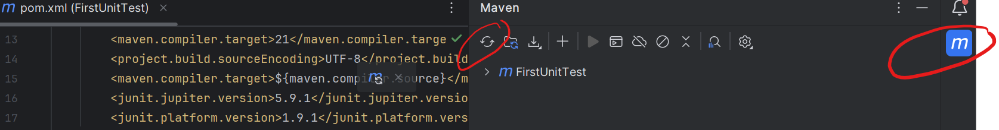 m pom.xml (FirstUnitTest)
Maven
13 <maven.compiler.target>21</maven.compiler.targe
14 <project.build.sourceEncoding>UTF-8</project.build
15 <maven.compiler.target>${maven.compiler.source}</m
16 <junit.jupiter.version>5.9.1</junit.jupiter.versio
17 <junit.platform.version>1.9.1</junit.platform.vers
m FirstUnitTest
m